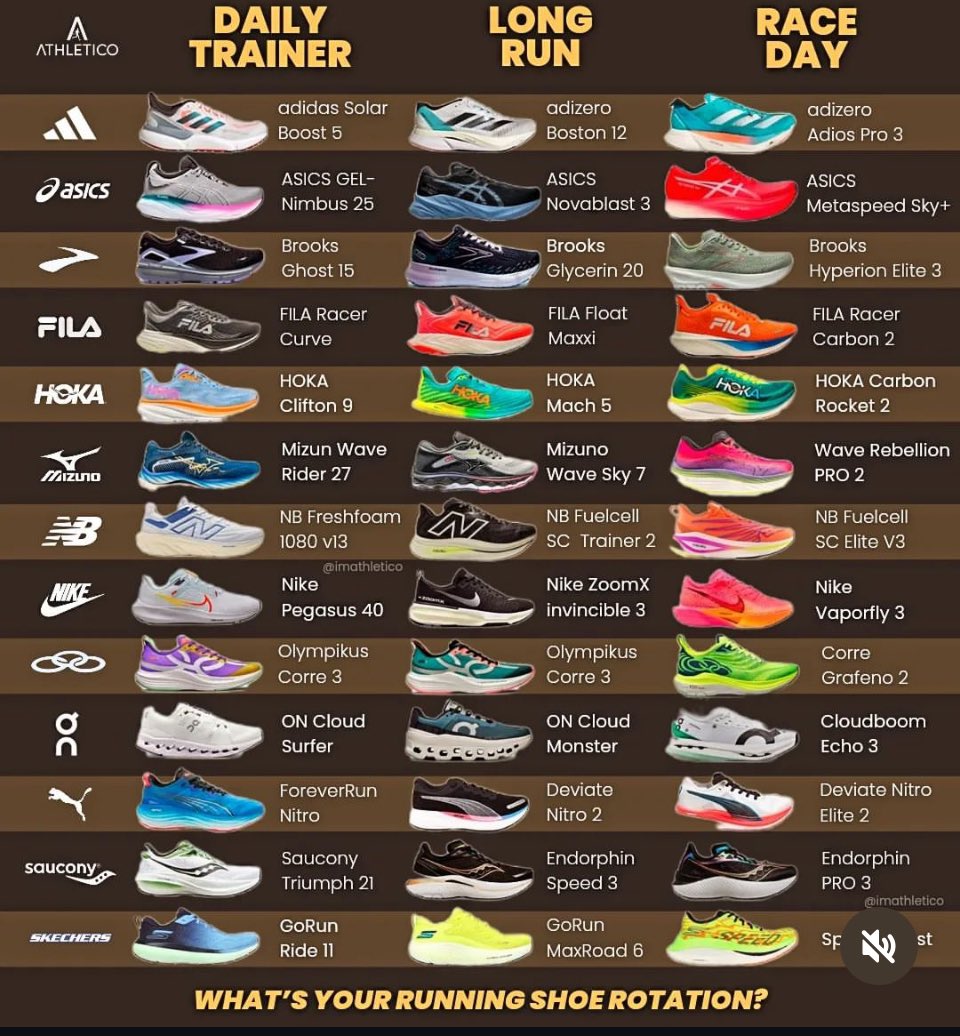 ATHLETICO
DAILY
TRAINER
LONG
RUN
RACE
DAY
adidas Solar
Boost 5
adizero
Boston 12
adizero
Adios Pro 3
asics
ASICS GEL-
Nimbus 25
ASICS
Novablast 3
ASICS
Metaspeed Sky+
Brooks
Ghost 15
Brooks
Glycerin 20
Brooks
Hyperion Elite 3
FILA
FILA Racer
Curve
FILA Float
Maxxi
FILA Racer
Carbon 2
HOKA
HOKA
Clifton 9
HOKA
Mach 5
HOKA Carbon
Rocket 2
MIZUNO
Mizun Wave
Rider 27
Mizuno
Wave Sky 7
Wave Rebellion
PRO 2
NB
NB Freshfoam
1080 v13
NB Fuelcell
SC Trainer 2
NB Fuelcell
SC Elite V3
@imathletico
NIKE
Nike
Pegasus 40
Nike ZoomX
invincible 3
Nike
Vaporfly 3
Olympikus
Corre 3
Olympikus
Corre 3
Corre
Grafeno 2
on
ON Cloud
Surfer
ON Cloud
Monster
Cloudboom
Echo 3
ForeverRun
Nitro
Deviate
Nitro 2
Deviate Nitro
Elite 2
saucony
Saucony
Triumph 21
Endorphin
Speed 3
Endorphin
PRO 3
@imathletico
SKECHERS
GoRun
Ride 11
GoRun
MaxRoad 6
WHAT'S YOUR RUNNING SHOE ROTATION?